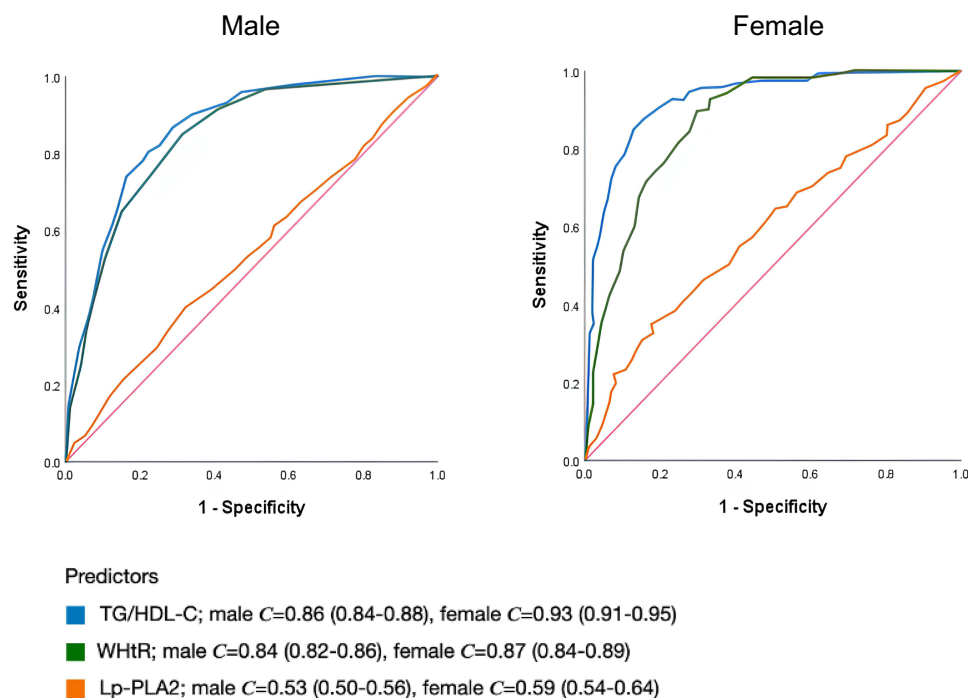 Male
Female
1.0
0.8
0.6
0.4
0.2
0.0
Sensitivity
0.0 0.2 0.4 0.6 0.8 1.0
1 - Specificity
1.0
0.8
0.6
0.4
0.2
0.0
Sensitivity
0.0 0.2 0.4 0.6 0.8 1.0
1 - Specificity
Predictors
TG/HDL-C; male C=0.86 (0.84-0.88), female C=0.93 (0.91-0.95)
WHtR; male C=0.84 (0.82-0.86), female C=0.87 (0.84-0.89)
Lp-PLA2; male C=0.53 (0.50-0.56), female C=0.59 (0.54-0.64)